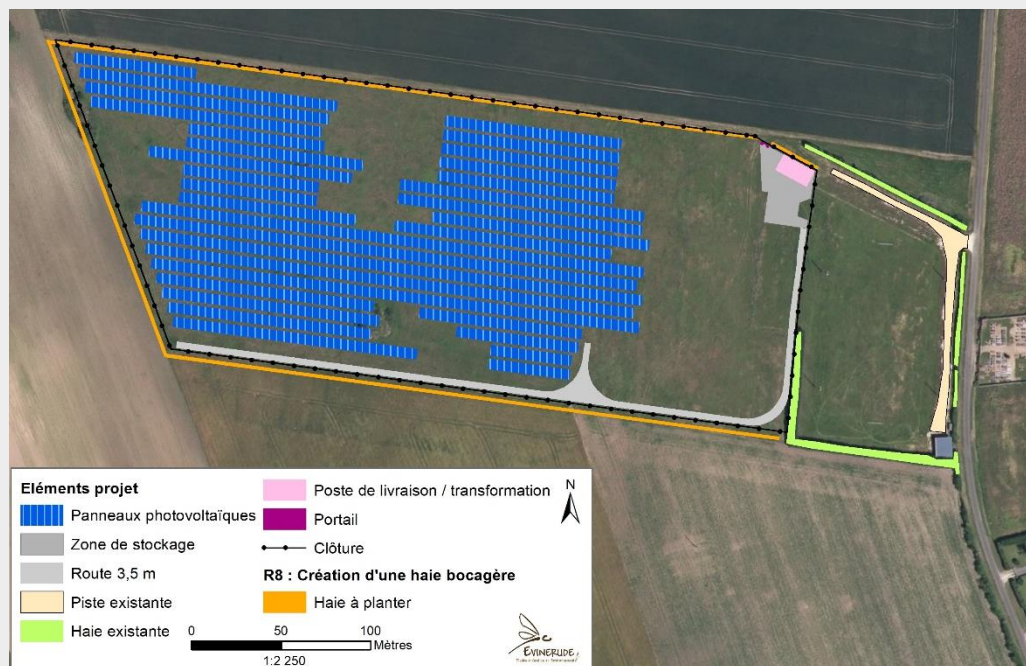 Eléments projet
Panneaux photovoltaïques
Zone de stockage
Route 3,5 m
Piste existante
Haie existante
Poste de livraison / transformation
Portail
Clôture
R8 : Création d'une haie bocagère
Haie à planter
N
0 50 100
Mètres
1:2 250
EVINERUDE